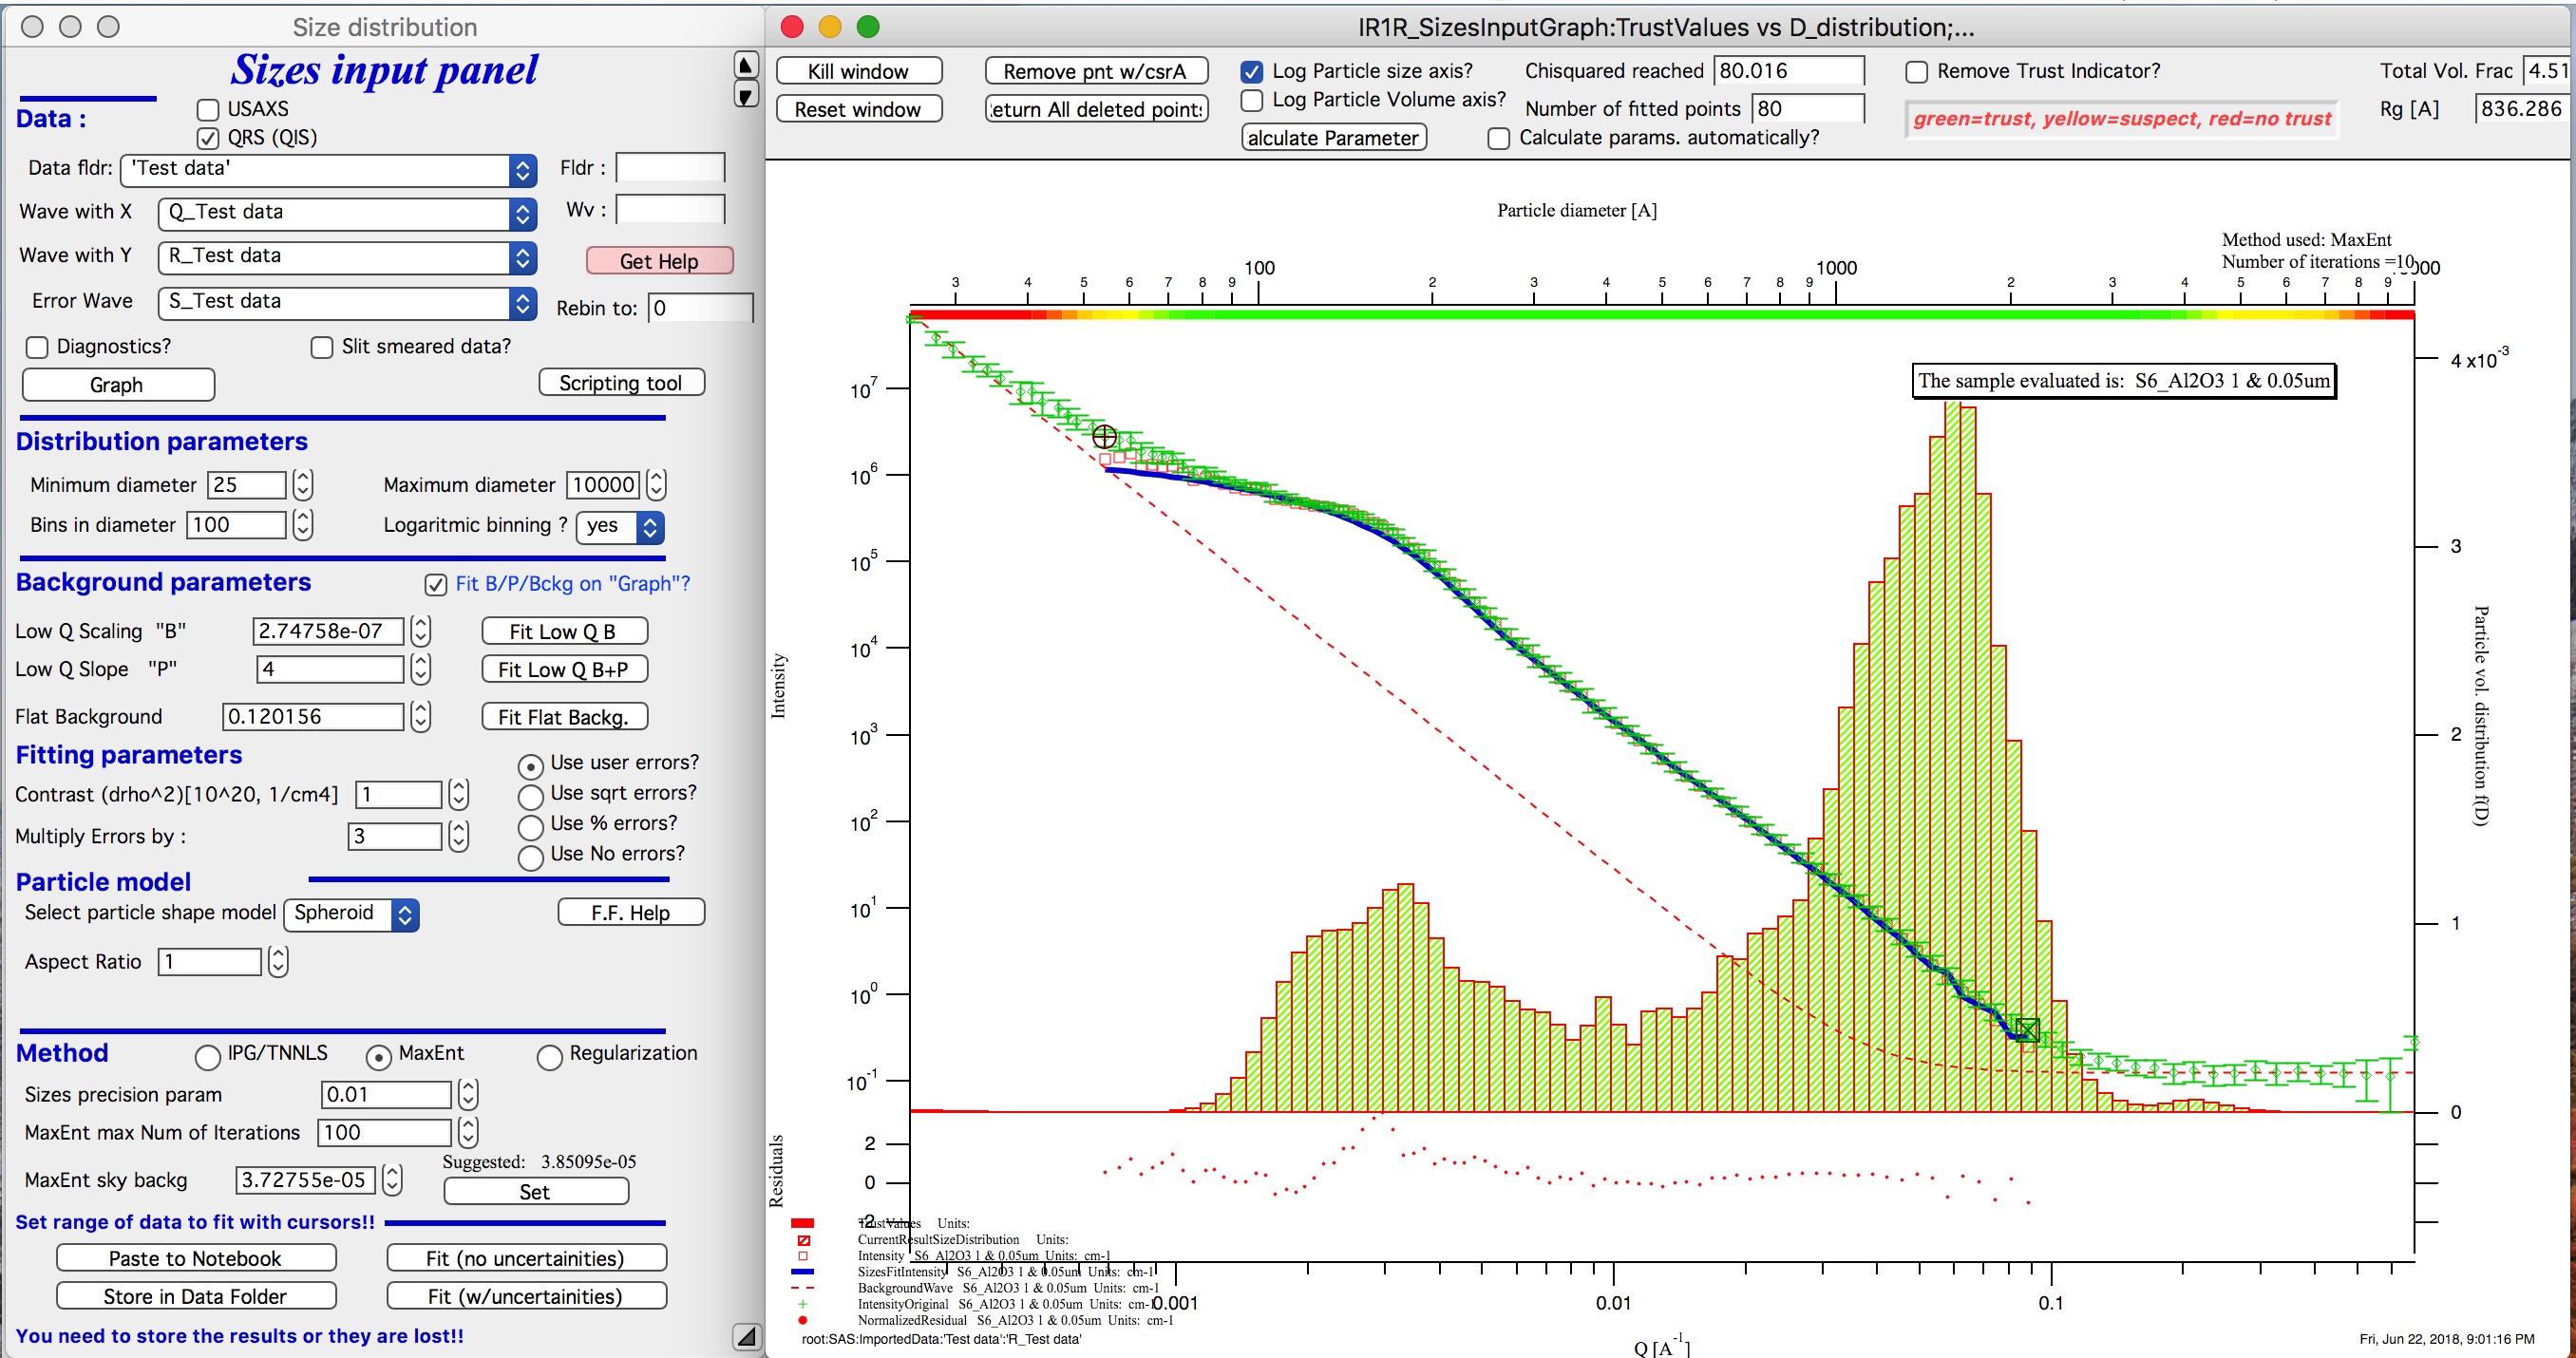 Size distribution
Sizes input panel
Data :
USAXS
QRS (QIS)
Data fldr: 'Test data' Fldr :
Wave with X Q_Test data Wv :
Wave with Y R_Test data Get Help
Error Wave S_Test data Rebin to: 0
Diagnostics? Slit smeared data?
Graph Scripting tool
Distribution parameters
Minimum diameter 25 Maximum diameter 10000
Bins in diameter 100 Logaritmic binning ? yes
Background parameters Fit B/P/Bckg on "Graph"?
Low Q Scaling "B" 2.74758e-07 Fit Low Q B
Low Q Slope "P" 4 Fit Low Q B+P
Flat Background 0.120156 Fit Flat Backg.
Fitting parameters Use user errors?
Contrast (drho^2)[10^20, 1/cm4] 1 Use sqrt errors?
Multiply Errors by : 3 Use % errors?
Use No errors?
Particle model
Select particle shape model Spheroid F.F. Help
Aspect Ratio 1
Method IPG/TNNLS MaxEnt Regularization
Sizes precision param 0.01
MaxEnt max Num of Iterations 100
Suggested: 3.85095e-05
MaxEnt sky backg 3.72755e-05 Set
Set range of data to fit with cursors!!
Paste to Notebook Fit (no uncertainities)
Store in Data Folder Fit (w/uncertainities)
You need to store the results or they are lost!!
IR1R_SizesInputGraph:TrustValues vs D_distribution;...
Kill window Remove pnt w/csrA Log Particle size axis? Chisquared reached 80.016 Remove Trust Indicator? Total Vol. Frac 4.51
Reset window eturn All deleted point: Log Particle Volume axis? Number of fitted points 80 green=trust, yellow=suspect, red=no trust Rg [A] 836.286
alculate Parameter Calculate params. automatically?
Particle diameter [A]
Method used: MaxEnt
Number of iterations =10
100 1000 000
3 4 5 6 7 8 9 2 3 4 5 6 7 8 9 2 3 4 5 6 7 8 9
The sample evaluated is: S6_Al2O3 1 & 0.05um
10^7
10^6
10^5
10^4
10^3
10^2
10^1
10^0
10^-1
Intensity
4 x10^-3
3
2
1
0
Particle vol. distribution f(D)
Residuals
2
0
-2
TrustValues Units:
CurrentResultSizeDistribution Units:
Intensity S6_Al2O3 1 & 0.05um Units: cm-1
SizesFitIntensity S6_Al2O3 1 & 0.05um Units: cm-1
BackgroundWave S6_Al2O3 1 & 0.05um Units: cm-1
IntensityOriginal S6_Al2O3 1 & 0.05um Units: cm-1
NormalizedResidual S6_Al2O3 1 & 0.05um Units: cm-1
0.001 0.01 0.1
root:SAS:ImportedData:'Test data':'R_Test data'
Q [A^-1]
Fri, Jun 22, 2018, 9:01:16 PM